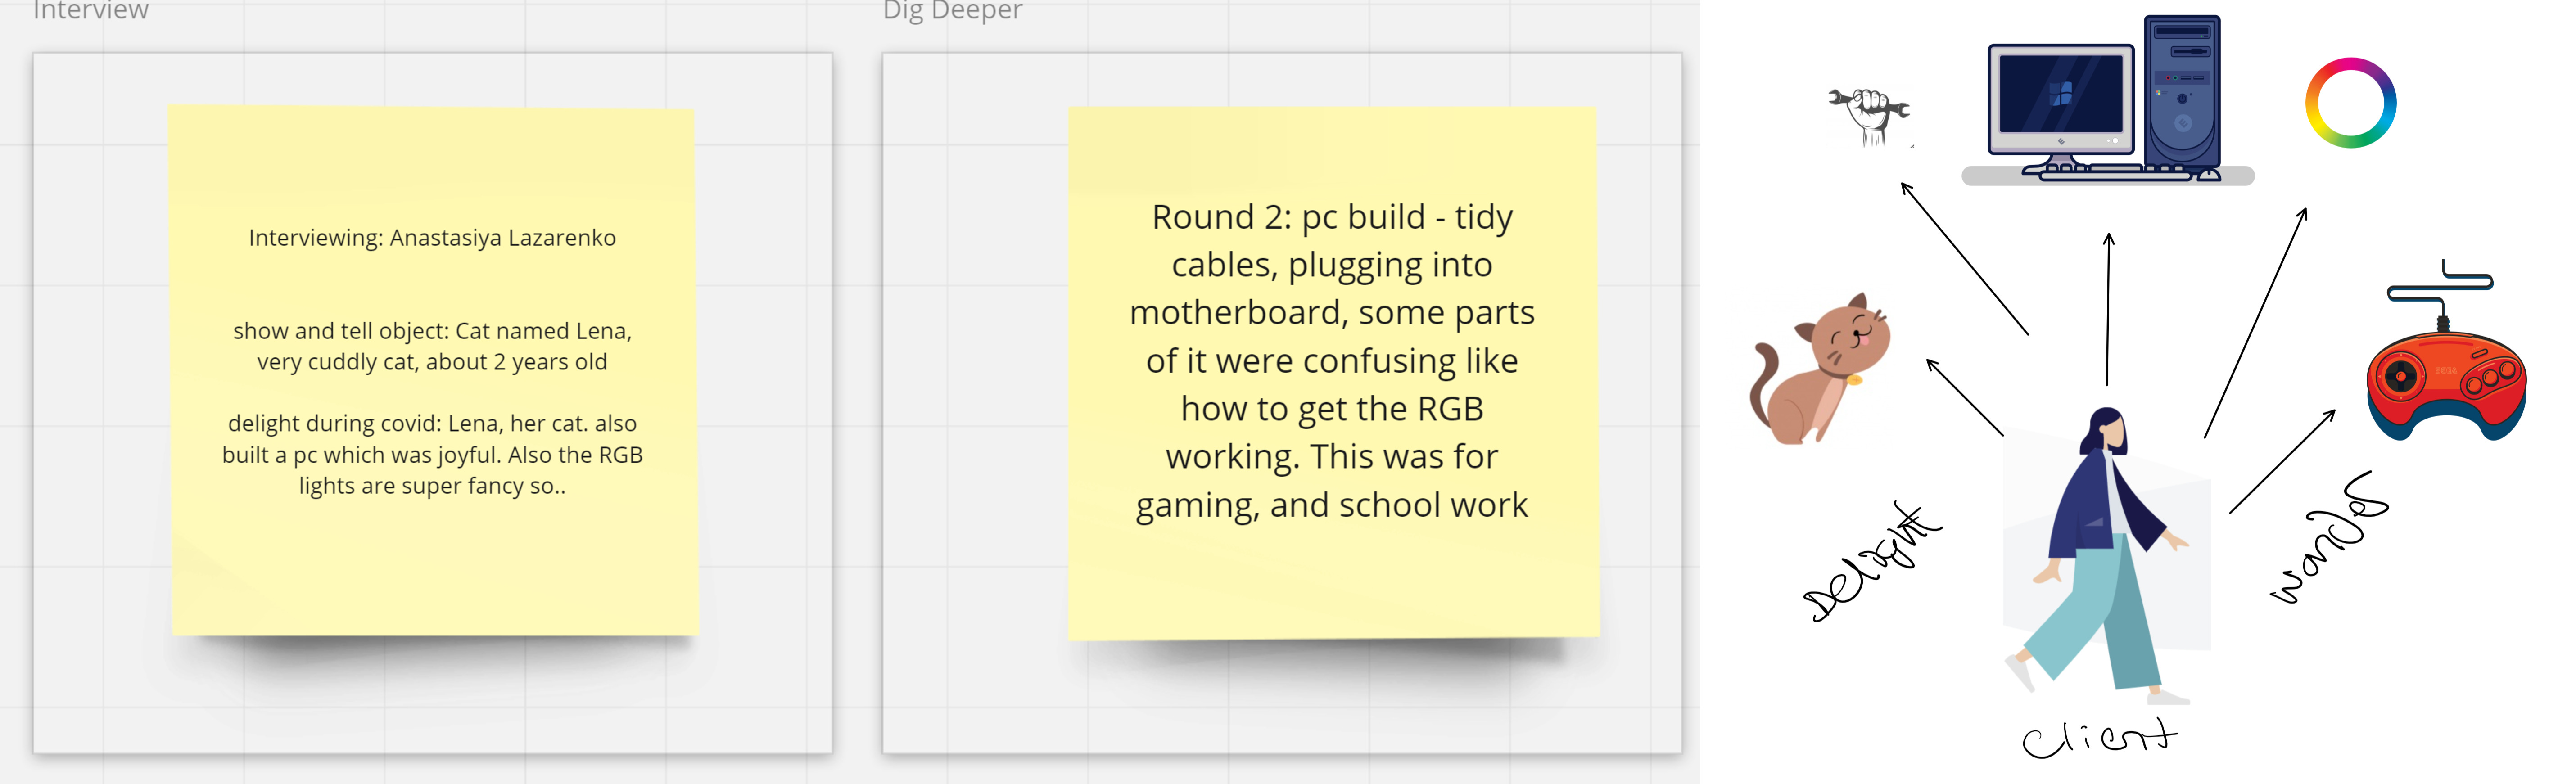 Interview
Interviewing: Anastasiya Lazarenko
show and tell object: Cat named Lena,
very cuddly cat, about 2 years old
delight during covid: Lena, her cat. also
built a pc which was joyful. Also the RGB
lights are super fancy so..
Dig Deeper
Round 2: pc build - tidy
cables, plugging into
motherboard, some parts
of it were confusing like
how to get the RGB
working. This was for
gaming, and school work
SEGA
Delight
wonder
client